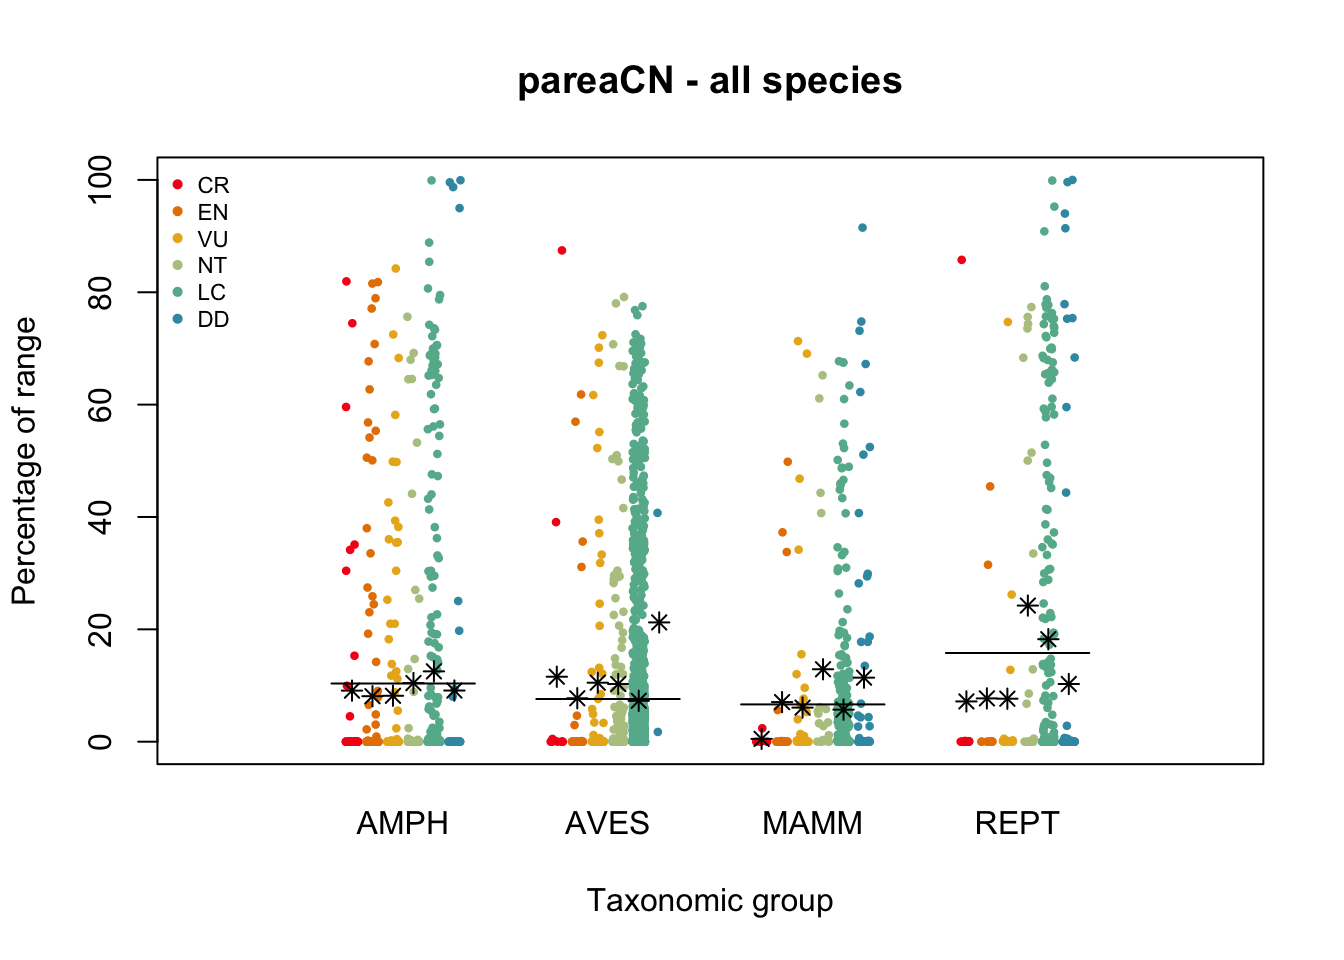 pareaCN - all species
CR
EN
VU
NT
LC
DD
Percentage of range
100
80
60
40
20
0
AMPH AVES MAMM REPT
Taxonomic group